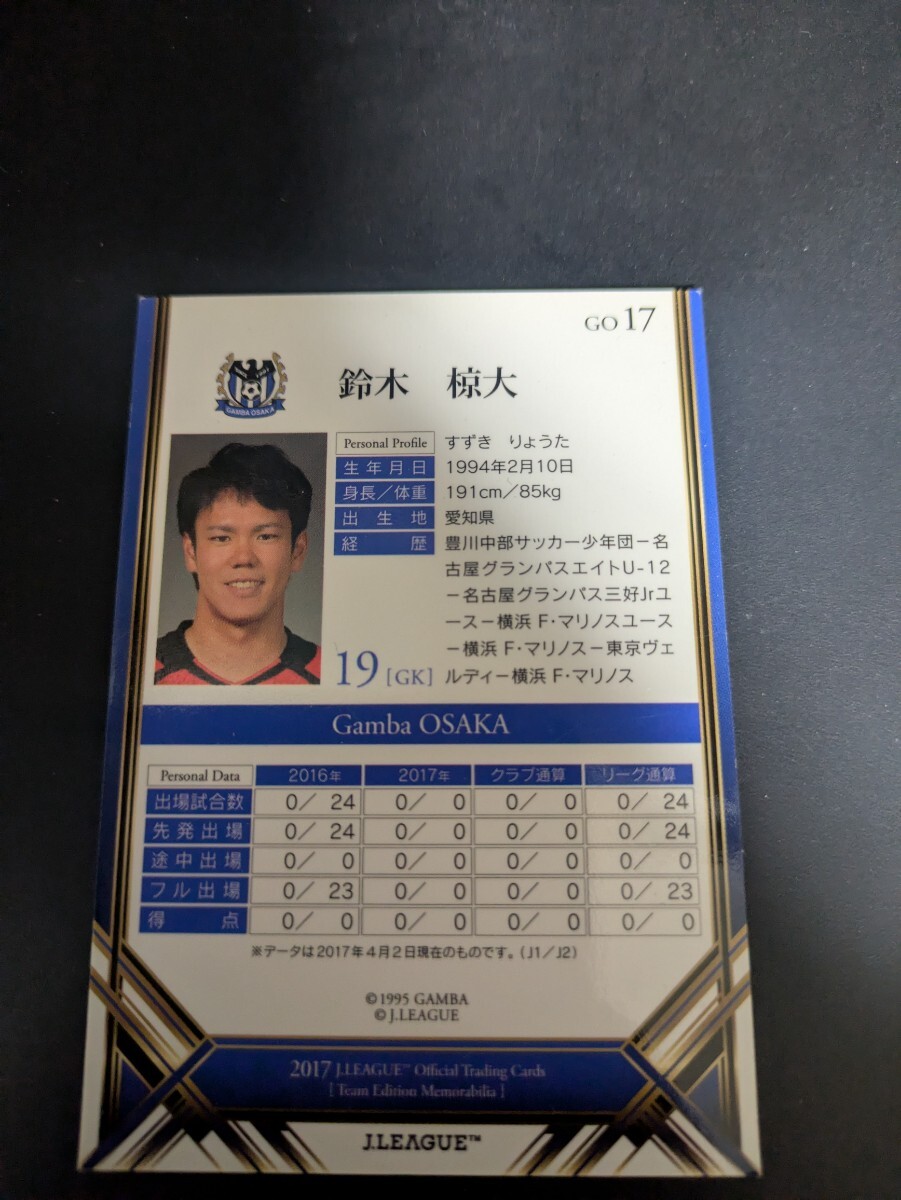 GO 17
GAMBA OSAKA
鈴木 椋大
Personal Profile すずき りょうた
生年月日 1994年2月10日
身長／体重 191cm／85kg
出生地 愛知県
経歴 豊川中部サッカー少年団－名
古屋グランパスエイトU-12
－名古屋グランパス三好Jrユ
ース－横浜 F・マリノスユース
－横浜 F・マリノス－東京ヴェ
ルディ－横浜 F・マリノス
19 [GK]
Gamba OSAKA
Personal Data 2016年 2017年 クラブ通算 リーグ通算
出場試合数 0／ 24 0／ 0 0／ 0 0／ 24
先発出場 0／ 24 0／ 0 0／ 0 0／ 24
途中出場 0／ 0 0／ 0 0／ 0 0／ 0
フル出場 0／ 23 0／ 0 0／ 0 0／ 23
得点 0／ 0 0／ 0 0／ 0 0／ 0
※データは2017年4月2日現在のものです。(J1／J2)
©1995 GAMBA
© J.LEAGUE
2017 J.LEAGUE™ Official Trading Cards
[ Team Edition Memorabilia ]
J.LEAGUE™